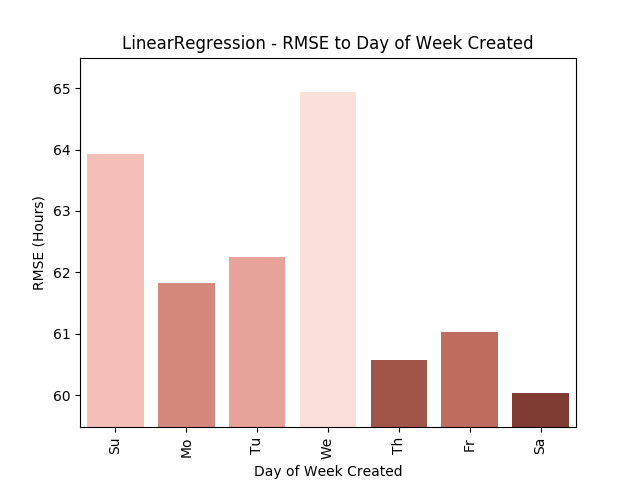 LinearRegression - RMSE to Day of Week Created
65
64
63
62
61
60
RMSE (Hours)
Su Mo Tu We Th Fr Sa
Day of Week Created